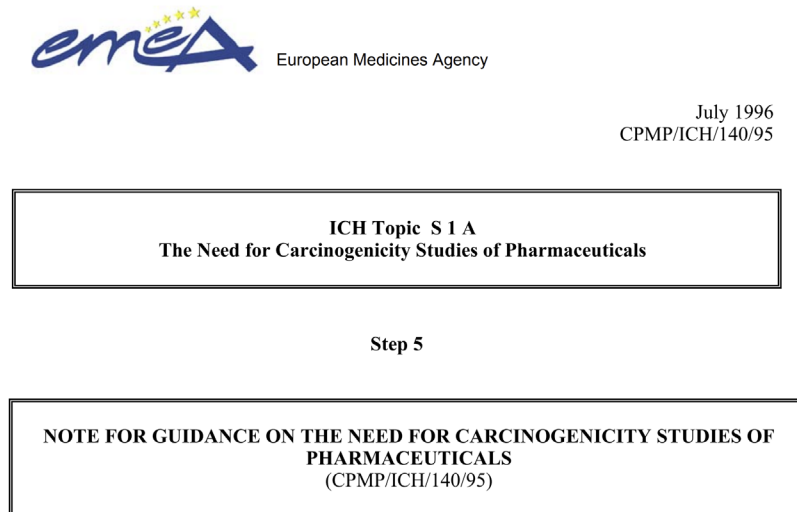 emeA
European Medicines Agency
July 1996
CPMP/ICH/140/95
ICH Topic S 1 A
The Need for Carcinogenicity Studies of Pharmaceuticals
Step 5
NOTE FOR GUIDANCE ON THE NEED FOR CARCINOGENICITY STUDIES OF
PHARMACEUTICALS
(CPMP/ICH/140/95)